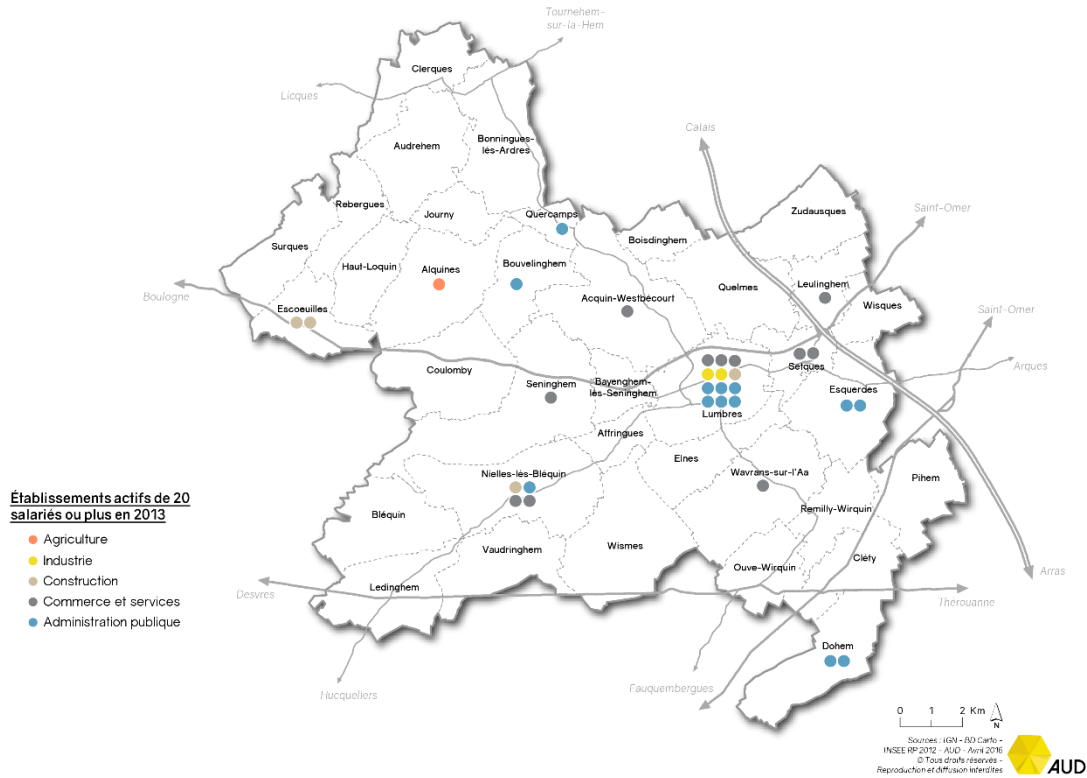 Tournehem-
sur-la-Hem
Clerques
Licques
Calais
Audrehem
Bonningues-
lés-Ardres
Rebergues
Journy
Quercamps
Zudausques
Saint-Omer
Surques
Boisdinghem
Haut-Loquin
Alquines
Bouvelinghem
Quelmes
Leulinghem
Boulogne
Acquin-Westbécourt
Wisques
Escoeuilles
Saint-Omer
Coulomby
Setques
Arques
Seninghem
Bayenghem-
lès-Seninghem
Esquerdes
Lumbres
Affringues
Elnes
Nielles-lès-Bléquin
Wavrans-sur-l'Aa
Pihem
Bléquin
Remilly-Wirquin
Vaudringhem
Wismes
Cléty
Ouve-Wirquin
Arras
Ledinghem
Desvres
Therouanne
Dohem
Hucqueliers
Fauquembergues
Établissements actifs de 20
salariés ou plus en 2013
Agriculture
Industrie
Construction
Commerce et services
Administration publique
0 1 2 Km
N
Sources : IGN - BD Carto -
INSEE RP 2012 - AUD - Avril 2016
© Tous droits réservés -
Reproduction et diffusion interdites
AUD